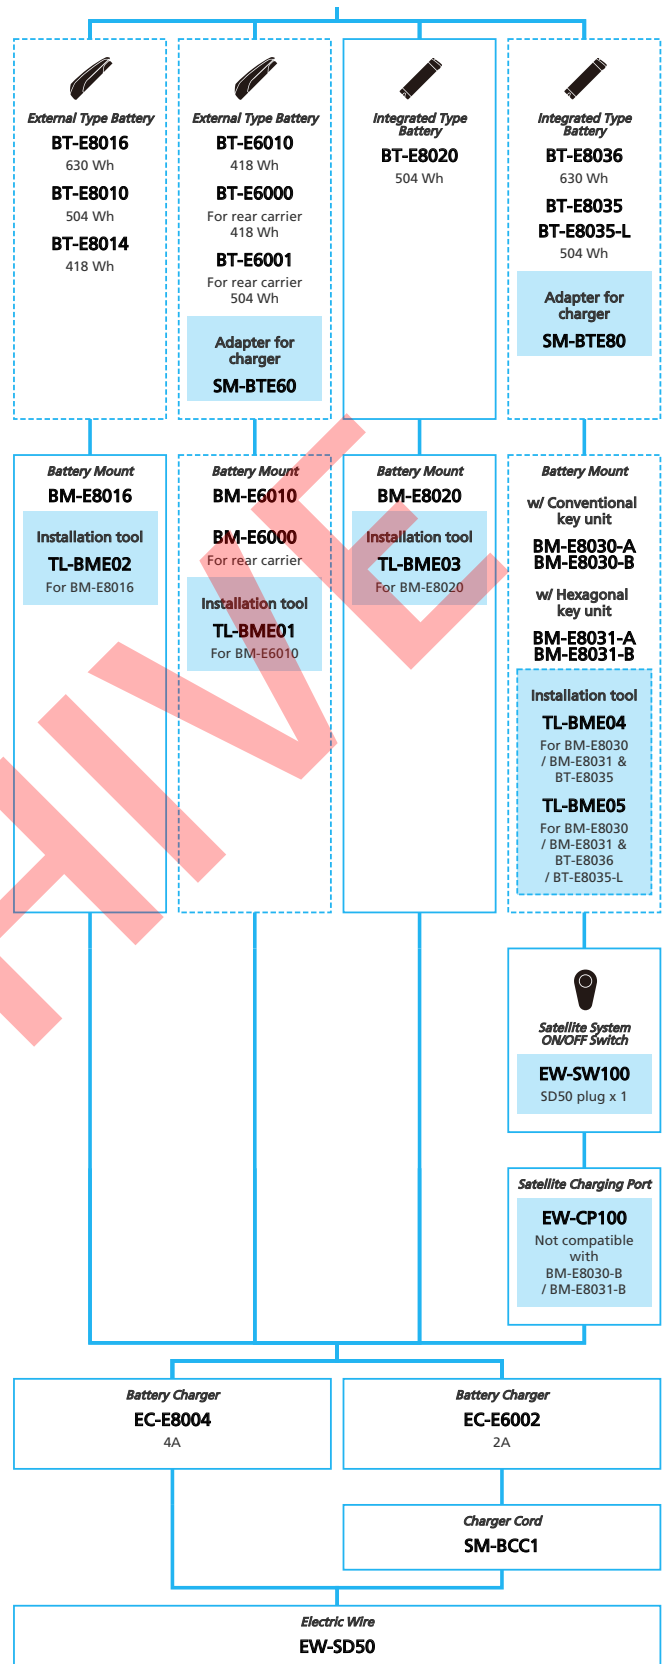 External Type Battery
BT-E8016
630 Wh
BT-E8010
504 Wh
BT-E8014
418 Wh
External Type Battery
BT-E6010
418 Wh
BT-E6000
For rear carrier
418 Wh
BT-E6001
For rear carrier
504 Wh
Adapter for
charger
SM-BTE60
Integrated Type
Battery
BT-E8020
504 Wh
Integrated Type
Battery
BT-E8036
630 Wh
BT-E8035
BT-E8035-L
504 Wh
Adapter for
charger
SM-BTE80
Battery Mount
BM-E8016
Installation tool
TL-BME02
For BM-E8016
Battery Mount
BM-E6010
BM-E6000
For rear carrier
Installation tool
TL-BME01
For BM-E6010
Battery Mount
BM-E8020
Installation tool
TL-BME03
For BM-E8020
Battery Mount
w/ Conventional
key unit
BM-E8030-A
BM-E8030-B
w/ Hexagonal
key unit
BM-E8031-A
BM-E8031-B
Installation tool
TL-BME04
For BM-E8030
/ BM-E8031 &
BT-E8035
TL-BME05
For BM-E8030
/ BM-E8031 &
BT-E8036
/ BT-E8035-L
Satellite System
ON/OFF Switch
EW-SW100
SD50 plug x 1
Satellite Charging Port
EW-CP100
Not compatible
with
BM-E8030-B
/ BM-E8031-B
Battery Charger
EC-E8004
4A
Battery Charger
EC-E6002
2A
Charger Cord
SM-BCC1
Electric Wire
EW-SD50
HIVE